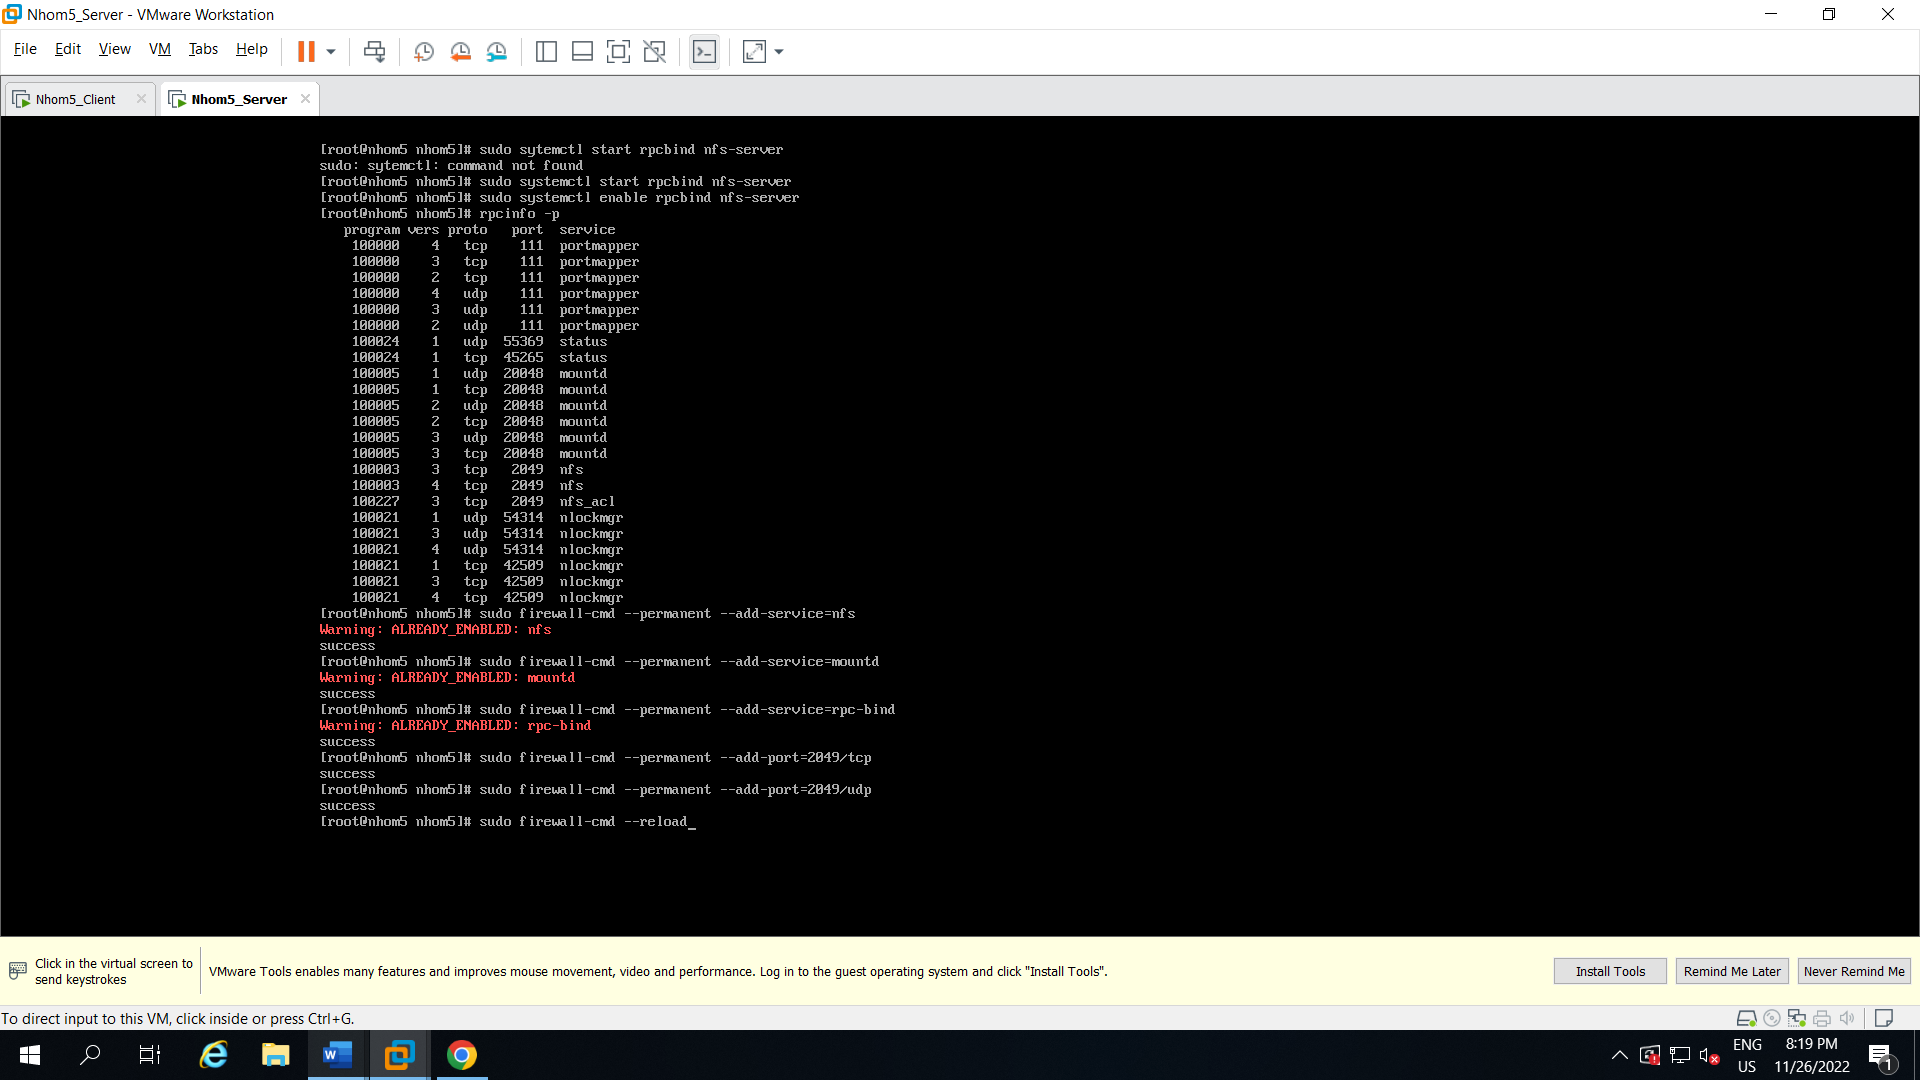 Nhom5_Server - VMware Workstation
File Edit View VM Tabs Help
Nhom5_Client
Nhom5_Server
[root@nhom5 nhom5]# sudo sytemctl start rpcbind nfs-server
sudo: sytemctl: command not found
[root@nhom5 nhom5]# sudo systemctl start rpcbind nfs-server
[root@nhom5 nhom5]# sudo systemctl enable rpcbind nfs-server
[root@nhom5 nhom5]# rpcinfo -p
program vers proto port service
100000 4 tcp 111 portmapper
100000 3 tcp 111 portmapper
100000 2 tcp 111 portmapper
100000 4 udp 111 portmapper
100000 3 udp 111 portmapper
100000 2 udp 111 portmapper
100024 1 udp 55369 status
100024 1 tcp 45265 status
100005 1 udp 20048 mountd
100005 1 tcp 20048 mountd
100005 2 udp 20048 mountd
100005 2 tcp 20048 mountd
100005 3 udp 20048 mountd
100005 3 tcp 20048 mountd
100003 3 tcp 2049 nfs
100003 4 tcp 2049 nfs
100227 3 tcp 2049 nfs_acl
100021 1 udp 54314 nlockmgr
100021 3 udp 54314 nlockmgr
100021 4 udp 54314 nlockmgr
100021 1 tcp 42509 nlockmgr
100021 3 tcp 42509 nlockmgr
100021 4 tcp 42509 nlockmgr
[root@nhom5 nhom5]# sudo firewall-cmd --permanent --add-service=nfs
Warning: ALREADY_ENABLED: nfs
success
[root@nhom5 nhom5]# sudo firewall-cmd --permanent --add-service=mountd
Warning: ALREADY_ENABLED: mountd
success
[root@nhom5 nhom5]# sudo firewall-cmd --permanent --add-service=rpc-bind
Warning: ALREADY_ENABLED: rpc-bind
success
[root@nhom5 nhom5]# sudo firewall-cmd --permanent --add-port=2049/tcp
success
[root@nhom5 nhom5]# sudo firewall-cmd --permanent --add-port=2049/udp
success
[root@nhom5 nhom5]# sudo firewall-cmd --reload_
Click in the virtual screen to
send keystrokes
VMware Tools enables many features and improves mouse movement, video and performance. Log in to the guest operating system and click "Install Tools".
Install Tools
Remind Me Later
Never Remind Me
To direct input to this VM, click inside or press Ctrl+G.
ENG
US
8:19 PM
11/26/2022
1